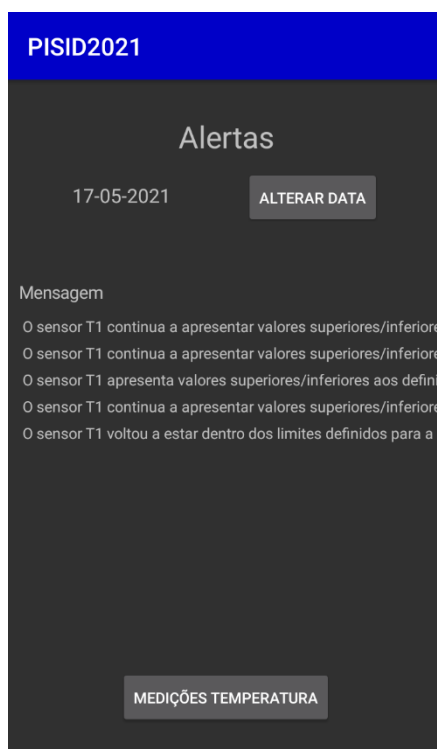 PISID2021
Alertas
17-05-2021 ALTERAR DATA
Mensagem
O sensor T1 continua a apresentar valores superiores/inferiore
O sensor T1 continua a apresentar valores superiores/inferiore
O sensor T1 apresenta valores superiores/inferiores aos defini
O sensor T1 continua a apresentar valores superiores/inferiore
O sensor T1 voltou a estar dentro dos limites definidos para a
MEDIÇÕES TEMPERATURA